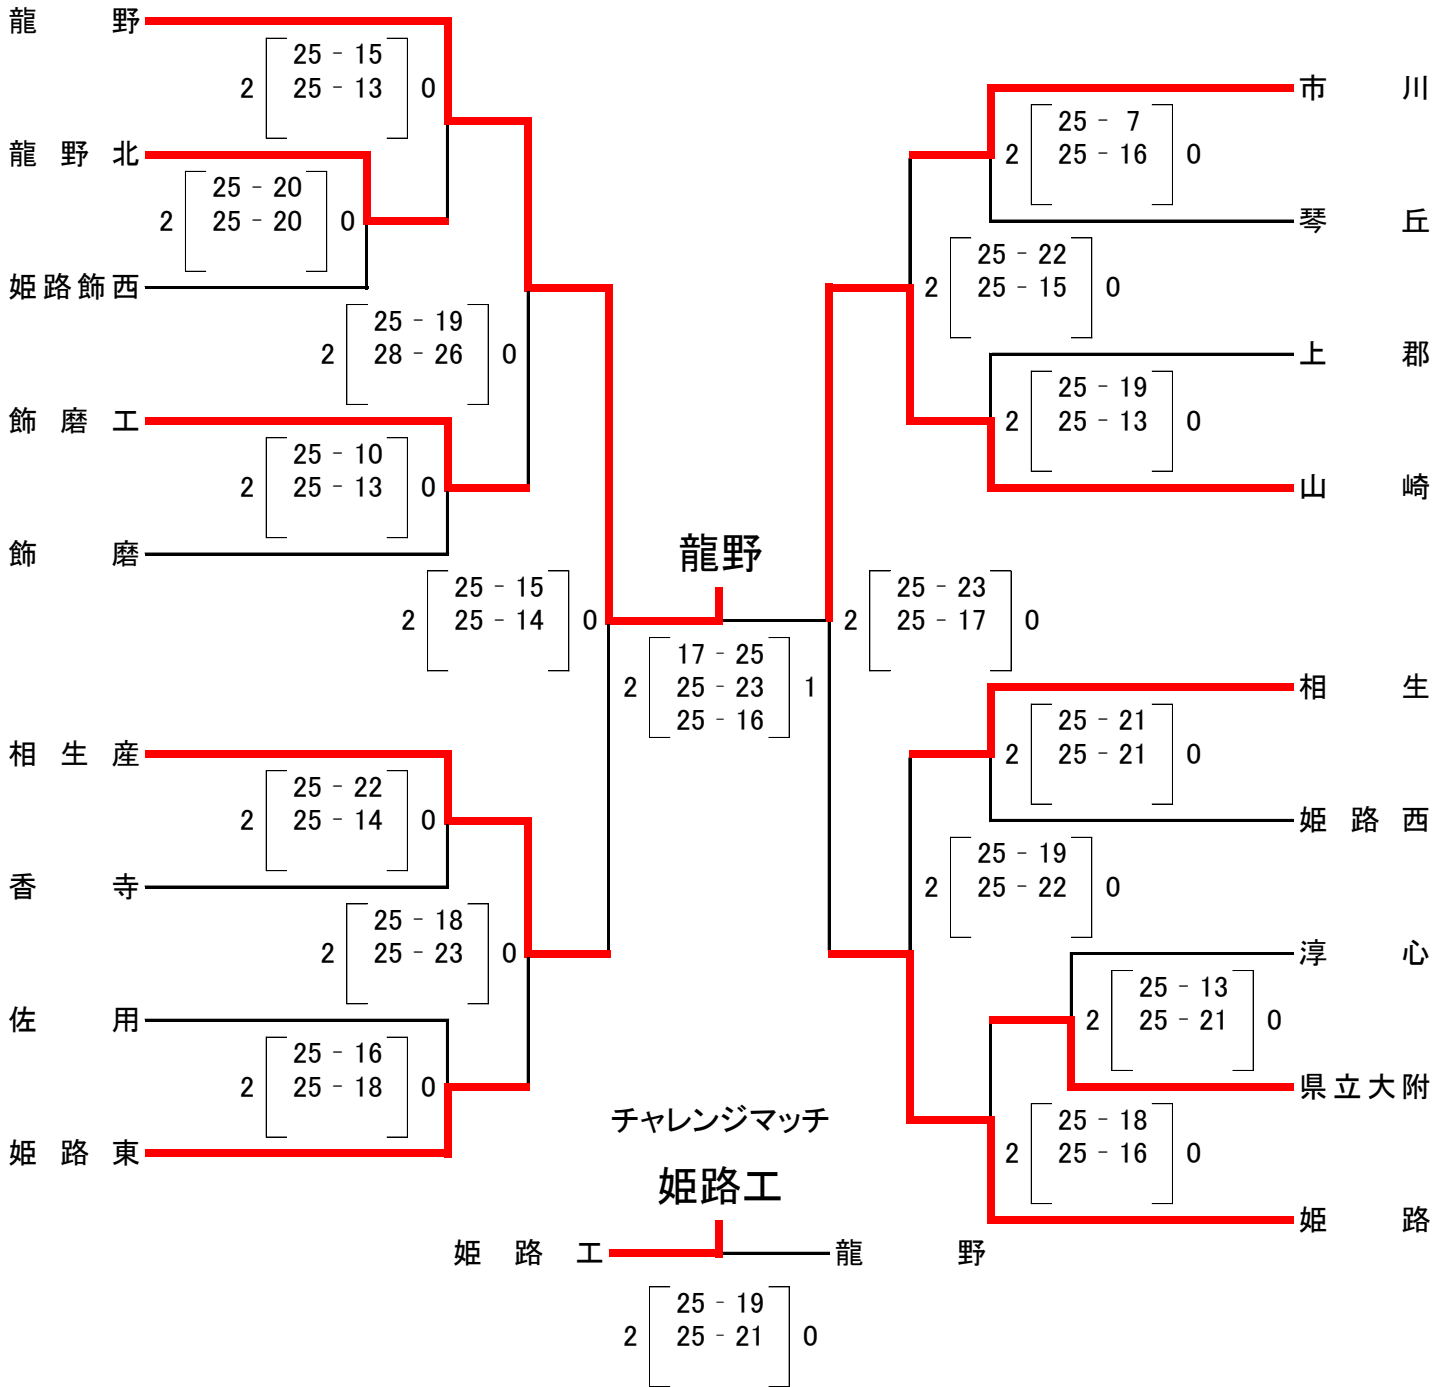 龍野
25 - 15
2 25 - 13 0
龍野北
25 - 20
2 25 - 20 0
姫路飾西
25 - 19
2 28 - 26 0
飾磨工
25 - 10
2 25 - 13 0
飾磨
25 - 15
2 25 - 14 0
相生産
25 - 22
2 25 - 14 0
香寺
25 - 18
2 25 - 23 0
佐用
25 - 16
2 25 - 18 0
姫路東
龍野
17 - 25
2 25 - 23 1
25 - 16
市川
25 - 7
2 25 - 16 0
琴丘
25 - 22
2 25 - 15 0
上郡
25 - 19
2 25 - 13 0
山崎
25 - 23
2 25 - 17 0
相生
25 - 21
2 25 - 21 0
姫路西
25 - 19
2 25 - 22 0
淳心
25 - 13
2 25 - 21 0
県立大附
25 - 18
2 25 - 16 0
姫路
チャレンジマッチ
姫路工
姫路工 龍野
25 - 19
2 25 - 21 0